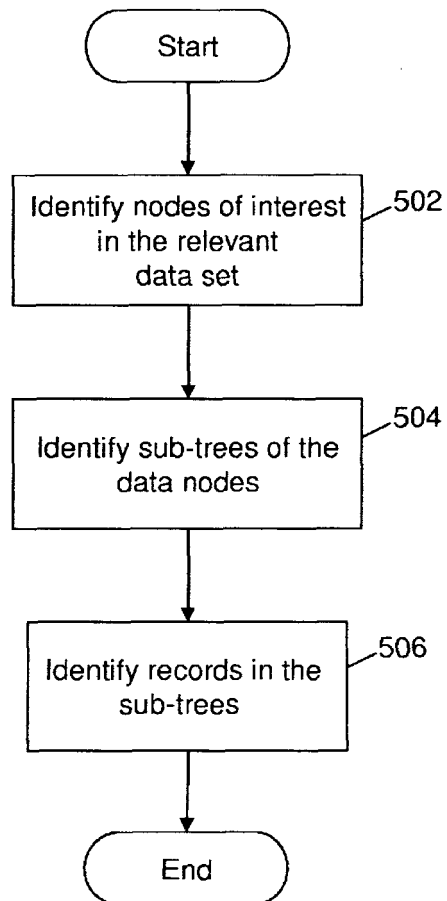 Start
Identify nodes of interest
in the relevant
data set
502
Identify sub-trees of the
data nodes
504
Identify records in the
sub-trees
506
End